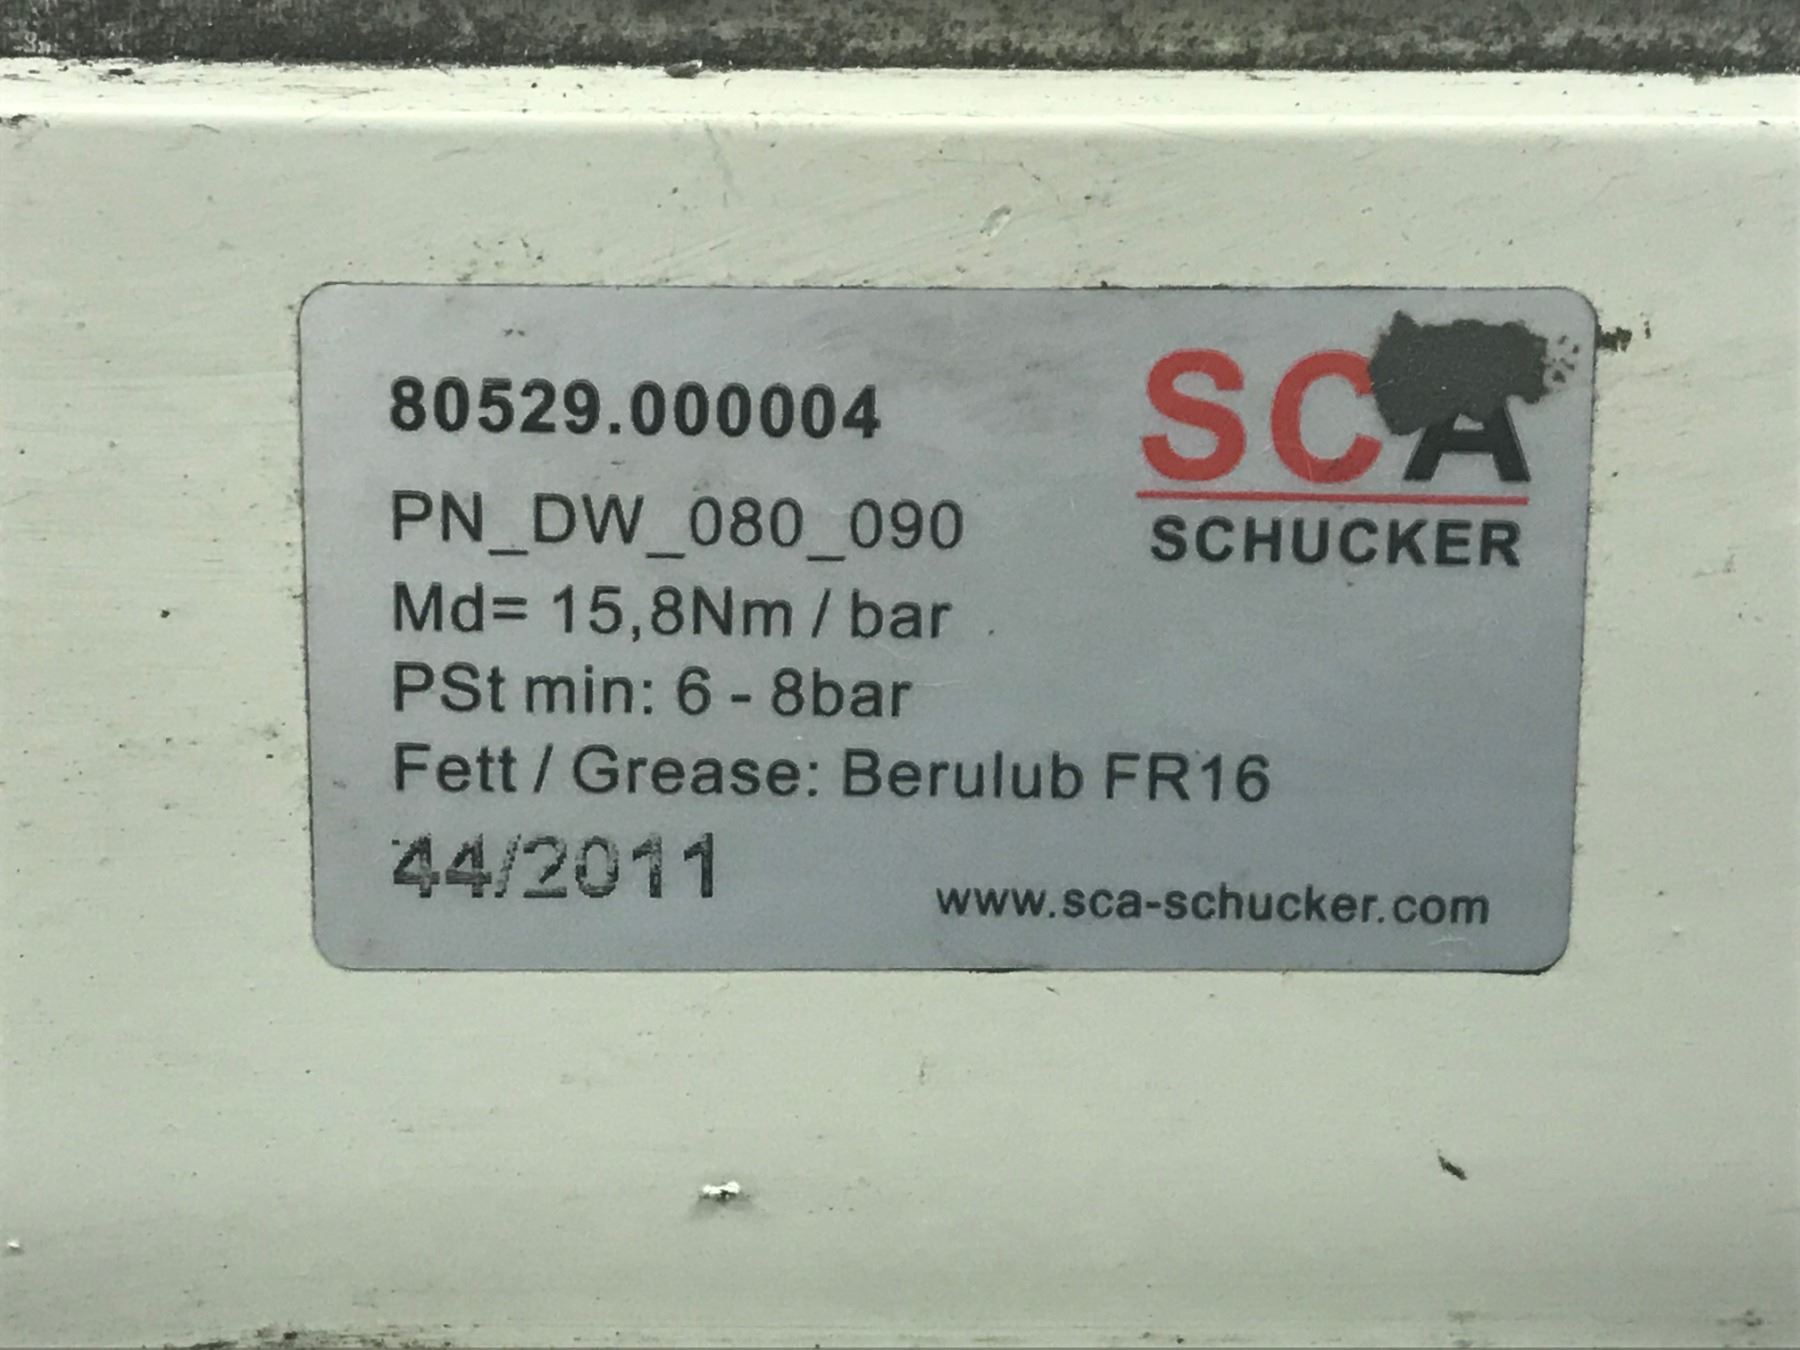 80529.000004
SCA
SCHUCKER
PN_DW_080_090
Md= 15,8Nm / bar
PSt min: 6 - 8bar
Fett / Grease: Berulub FR16
44/2011
www.sca-schucker.com